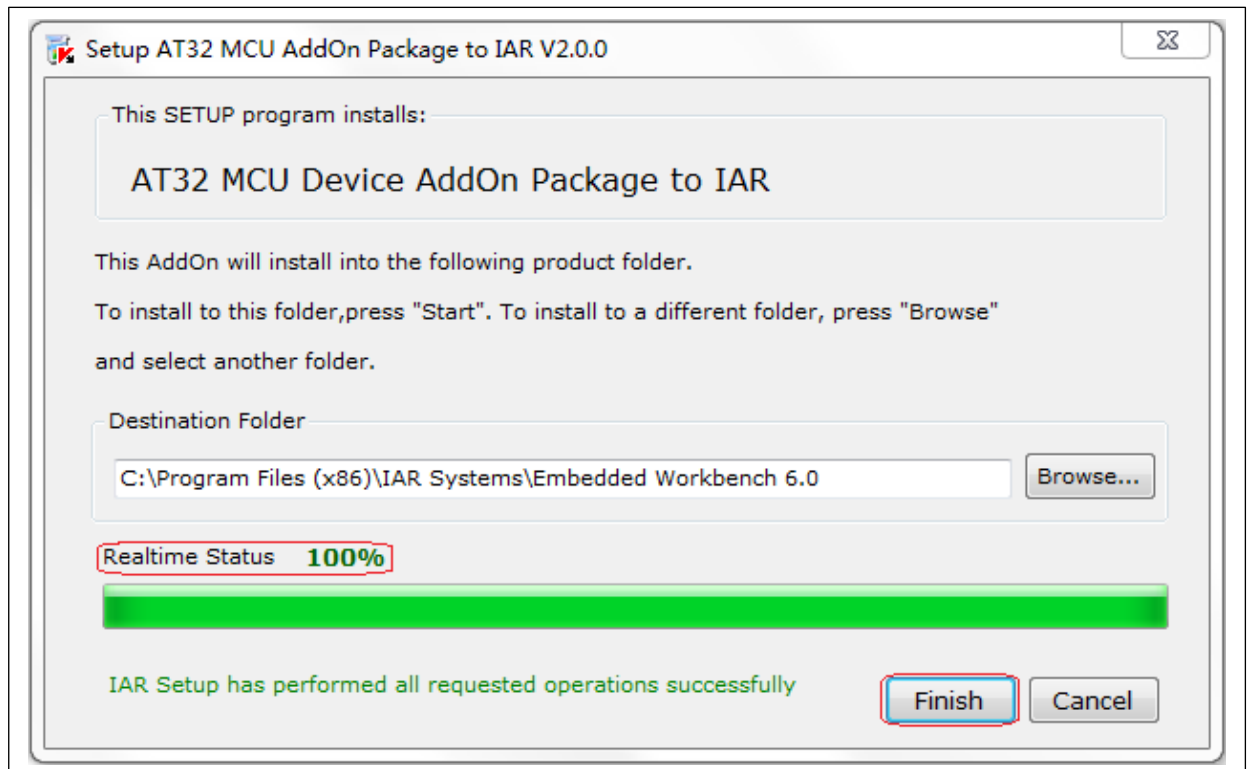 Setup AT32 MCU AddOn Package to IAR V2.0.0
This SETUP program installs:
AT32 MCU Device AddOn Package to IAR
This AddOn will install into the following product folder.
To install to this folder,press "Start". To install to a different folder, press "Browse"
and select another folder.
Destination Folder
C:\Program Files (x86)\IAR Systems\Embedded Workbench 6.0
Browse...
Realtime Status 100%
IAR Setup has performed all requested operations successfully
Finish
Cancel